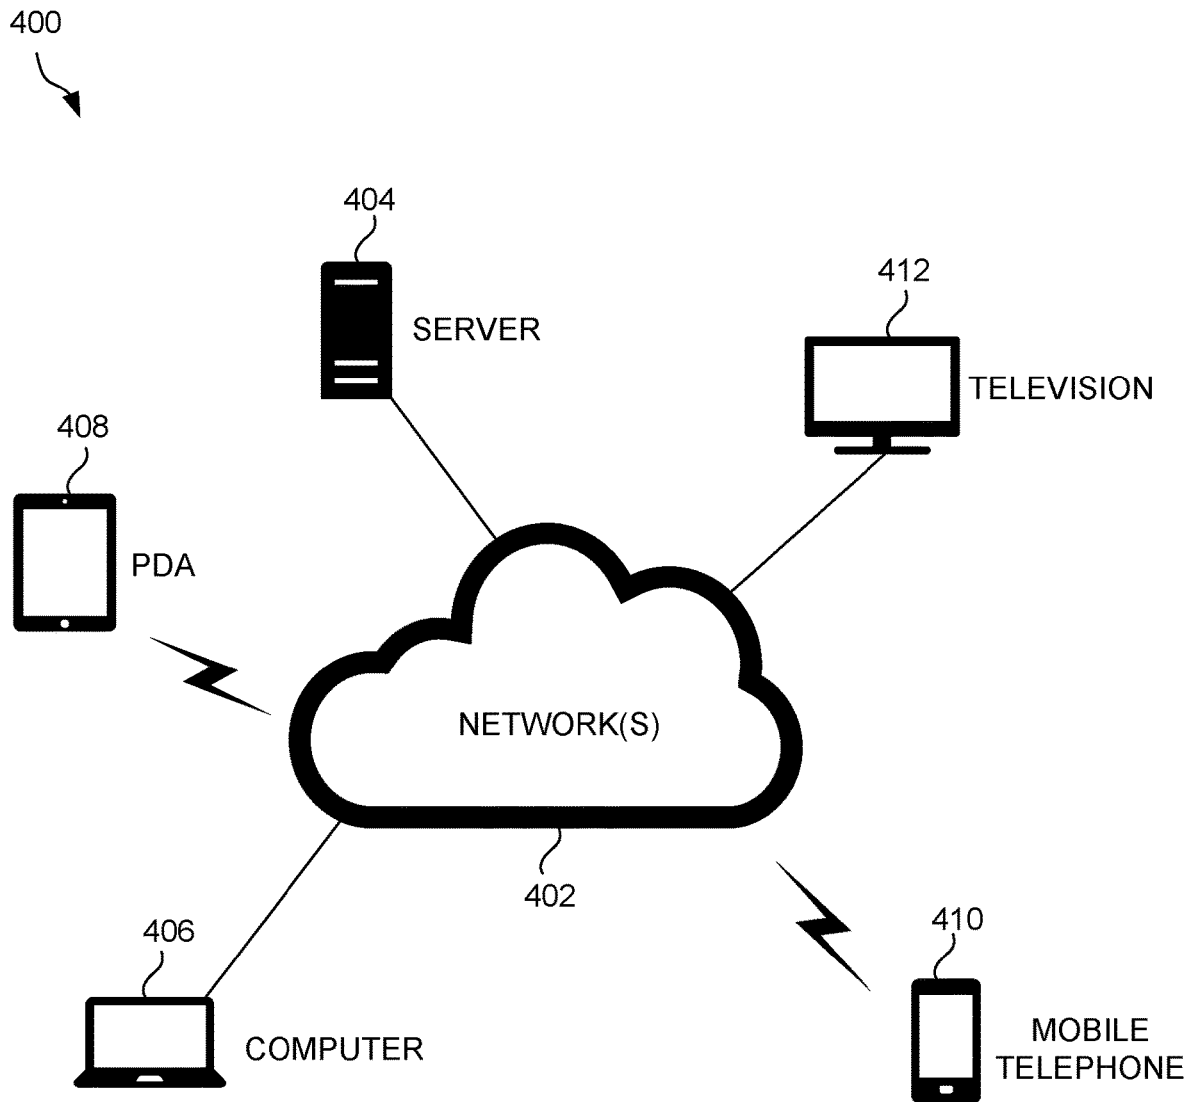 400
404
SERVER
412
TELEVISION
408
PDA
NETWORK(S)
402
406
COMPUTER
410
MOBILE
TELEPHONE